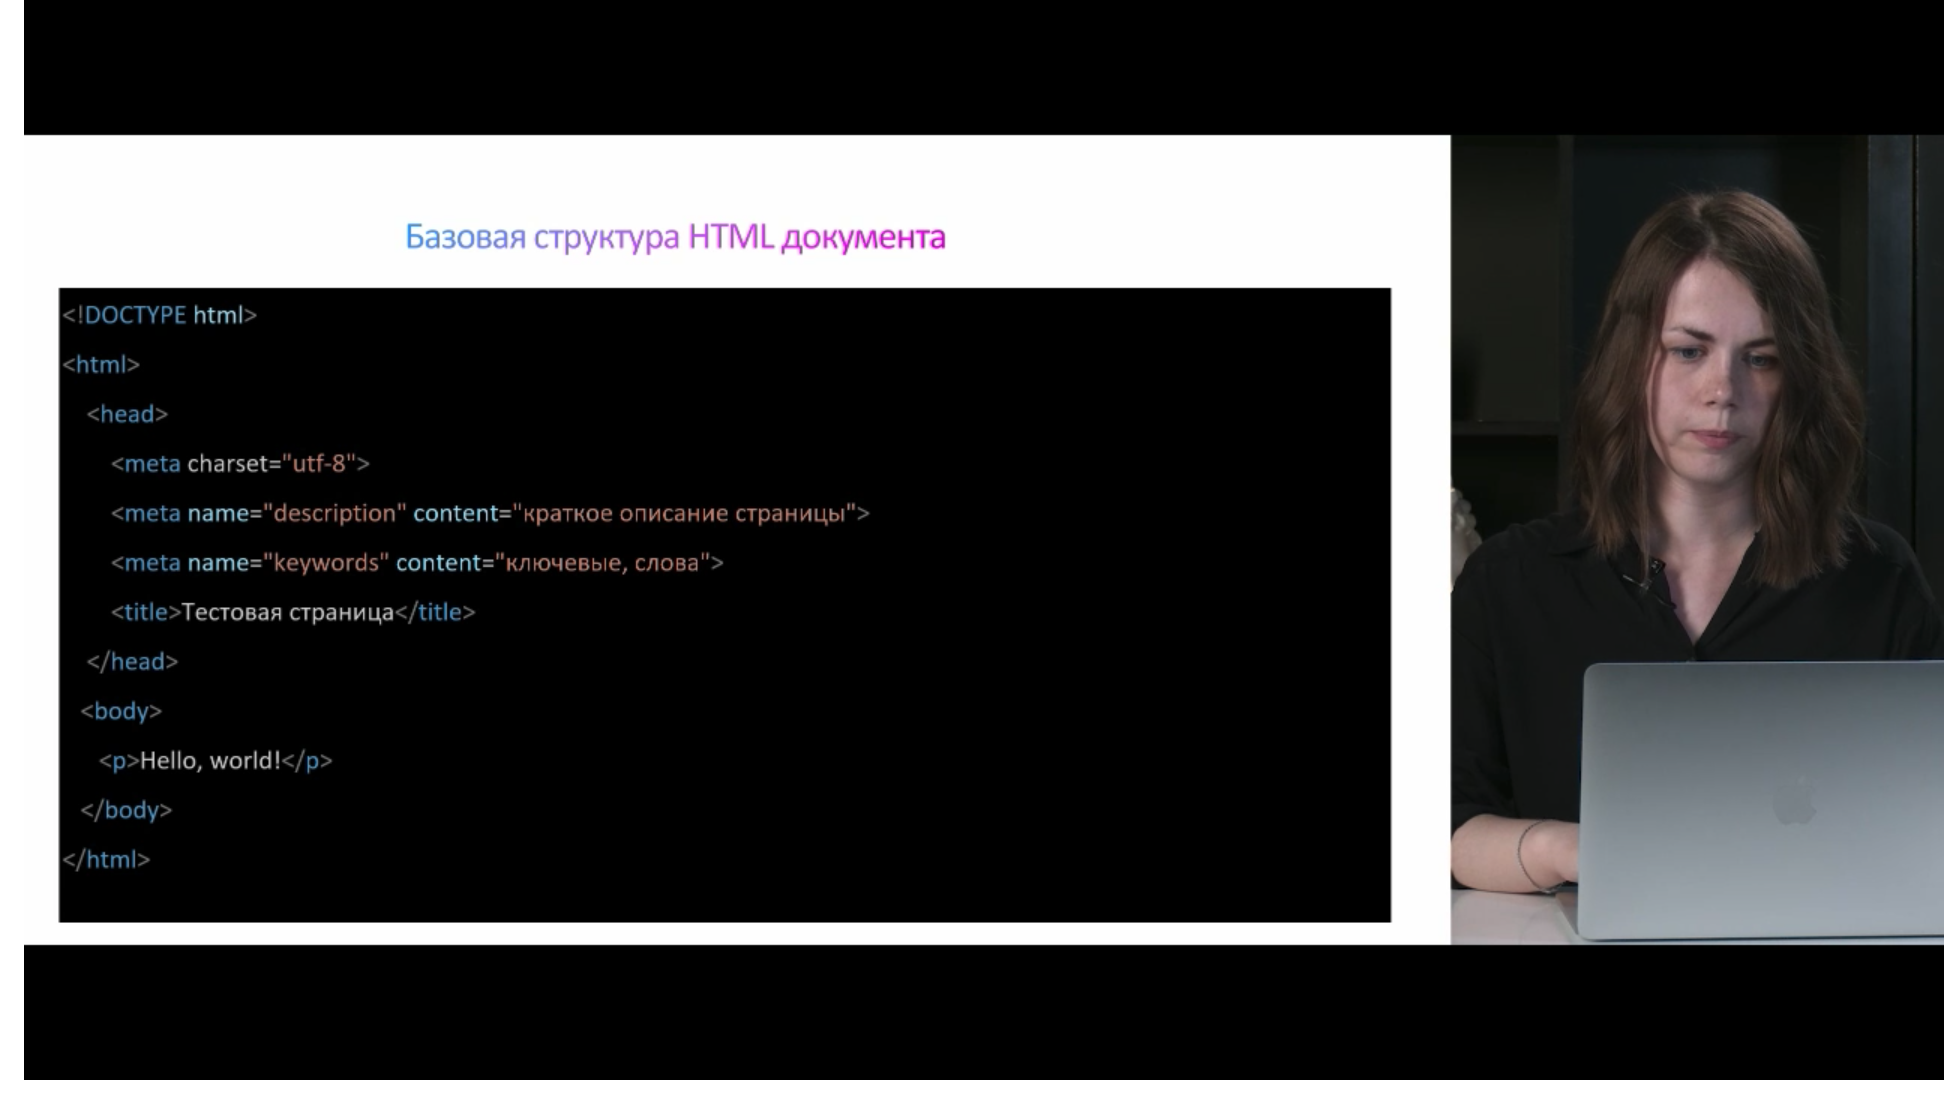 Базовая структура HTML документа
<!DOCTYPE html>
<html>
<head>
<meta charset="utf-8">
<meta name="description" content="краткое описание страницы">
<meta name="keywords" content="ключевые, слова">
<title>Тестовая страница</title>
</head>
<body>
<p>Hello, world!</p>
</body>
</html>